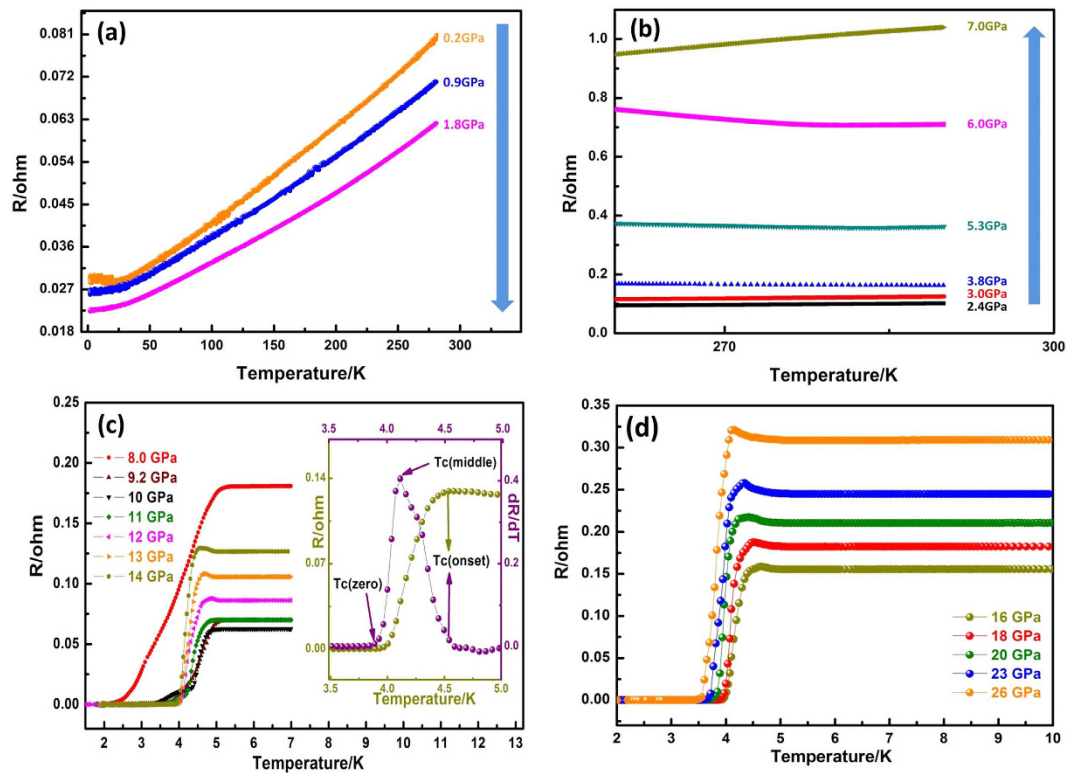 (a)
0.081
0.072
0.063
0.054
0.045
0.036
0.027
0.018
R/ohm
0.2GPa
0.9GPa
1.8GPa
0 50 100 150 200 250 300
Temperature/K
(b)
1.0
0.8
0.6
0.4
0.2
0.0
R/ohm
7.0GPa
6.0GPa
5.3GPa
3.8GPa
3.0GPa
2.4GPa
270 300
Temperature/K
(c)
0.25
0.20
0.15
0.10
0.05
0.00
R/ohm
8.0 GPa
9.2 GPa
10 GPa
11 GPa
12 GPa
13 GPa
14 GPa
3.5 4.0 4.5 5.0
0.14
0.07
0.00
R/ohm
Tc(middle)
Tc(onset)
Tc(zero)
0.4
0.2
0.0
dR/dT
3.5 4.0 4.5 5.0
Temperature/K
2 3 4 5 6 7 8 9 10 11 12 13
Temperature/K
(d)
0.35
0.30
0.25
0.20
0.15
0.10
0.05
0.00
R/ohm
16 GPa
18 GPa
20 GPa
23 GPa
26 GPa
2 4 6 8 10
Temperature/K